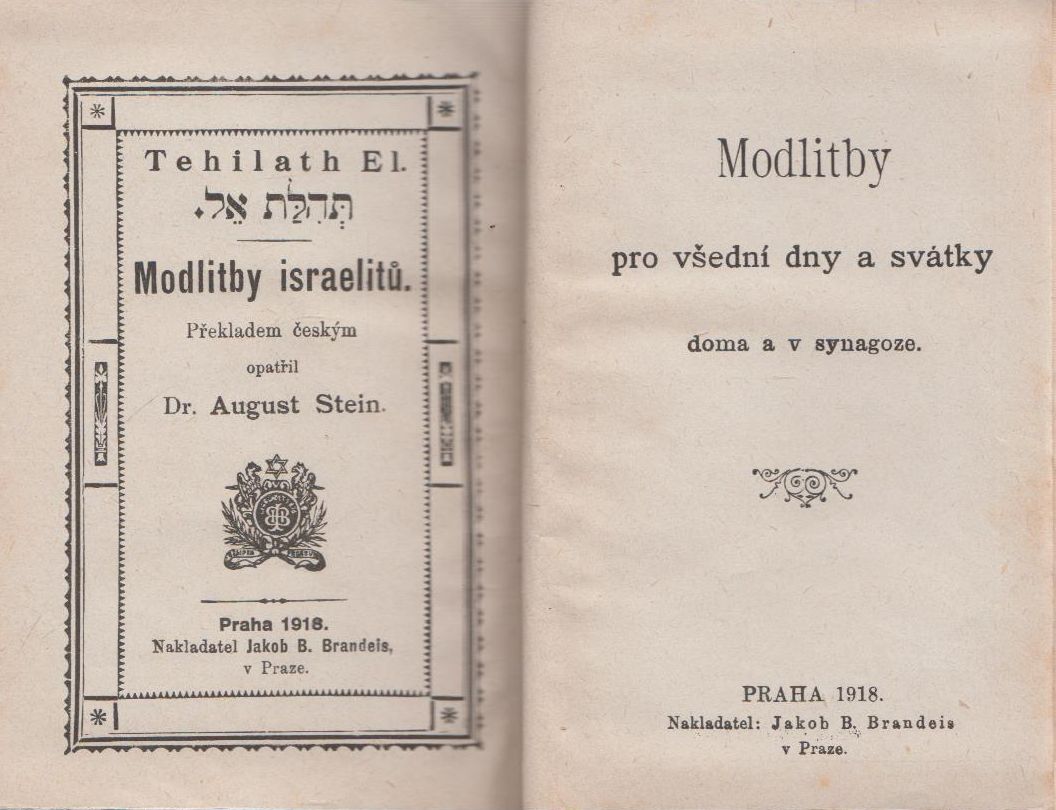 Tehilath El.
תְּהִלַּת אֵל.
Modlitby israelitů.
Překladem českým
opatřil
Dr. August Stein.
Praha 1918.
Nakladatel Jakob B. Brandeis,
v Praze.
Modlitby
pro všední dny a svátky
doma a v synagoze.
PRAHA 1918.
Nakladatel: Jakob B. Brandeis
v Praze.